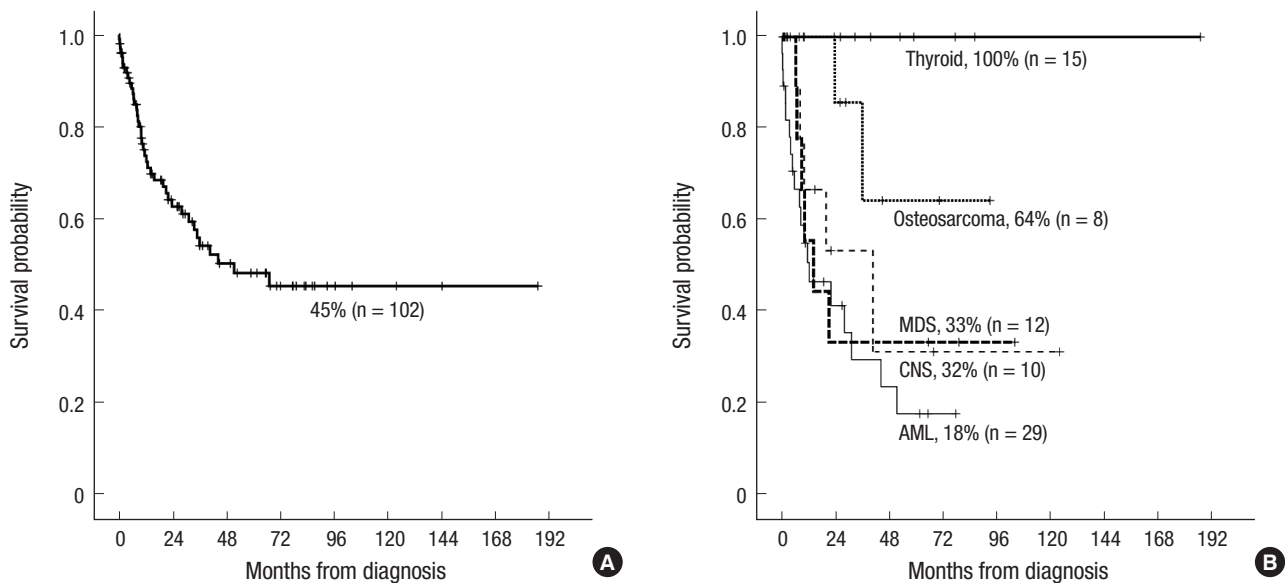 1.0
0.8
0.6
0.4
0.2
0
Survival probability
45% (n = 102)
0 24 48 72 96 120 144 168 192
Months from diagnosis
A
1.0
0.8
0.6
0.4
0.2
0
Survival probability
Thyroid, 100% (n = 15)
Osteosarcoma, 64% (n = 8)
MDS, 33% (n = 12)
CNS, 32% (n = 10)
AML, 18% (n = 29)
0 24 48 72 96 120 144 168 192
Months from diagnosis
B